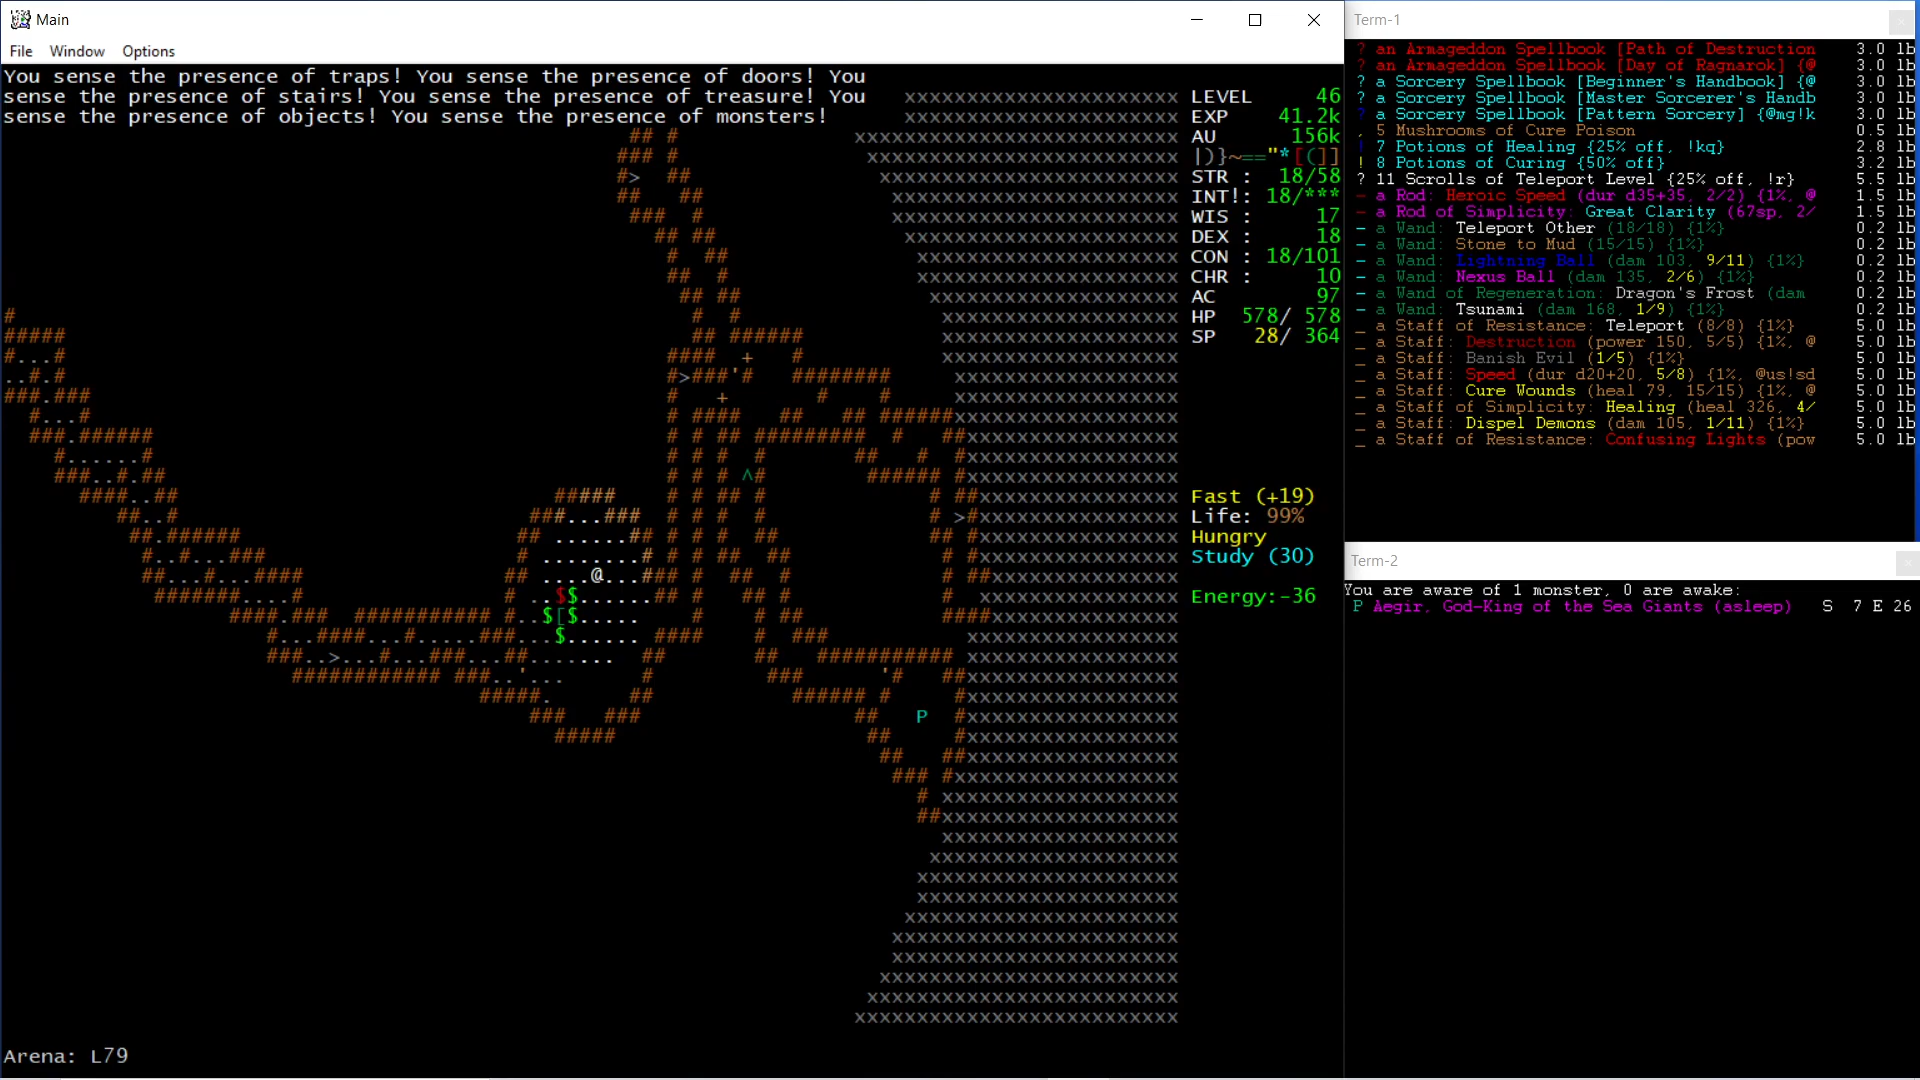 Main
File Window Options
You sense the presence of traps! You sense the presence of doors! You
sense the presence of stairs! You sense the presence of treasure! You
sense the presence of objects! You sense the presence of monsters!
LEVEL 46
EXP 41.2k
AU 156k
|)}~=="*[(]]
STR : 18/58
INT!: 18/***
WIS : 17
DEX : 18
CON : 18/101
CHR : 10
AC 97
HP 578/ 578
SP 28/ 364
Fast (+19)
Life: 99%
Hungry
Study (30)
Energy:-36
Arena: L79
Term-1
? an Armageddon Spellbook [Path of Destruction 3.0 lb
? an Armageddon Spellbook [Day of Ragnarok] {@ 3.0 lb
? a Sorcery Spellbook [Beginner's Handbook] {@ 3.0 lb
? a Sorcery Spellbook [Master Sorcerer's Handb 3.0 lb
? a Sorcery Spellbook [Pattern Sorcery] {@mg!k 3.0 lb
, 5 Mushrooms of Cure Poison 0.5 lb
! 7 Potions of Healing {25% off, !kq} 2.8 lb
! 8 Potions of Curing {50% off} 3.2 lb
? 11 Scrolls of Teleport Level {25% off, !r} 5.5 lb
- a Rod: Heroic Speed (dur d35+35, 2/2) {1%, @ 1.5 lb
- a Rod of Simplicity: Great Clarity (67sp, 2/ 1.5 lb
- a Wand: Teleport Other (18/18) {1%} 0.2 lb
- a Wand: Stone to Mud (15/15) {1%} 0.2 lb
- a Wand: Lightning Ball (dam 103, 9/11) {1%} 0.2 lb
- a Wand: Nexus Ball (dam 135, 2/6) {1%} 0.2 lb
- a Wand of Regeneration: Dragon's Frost (dam 0.2 lb
- a Wand: Tsunami (dam 168, 1/9) {1%} 0.2 lb
_ a Staff of Resistance: Teleport (8/8) {1%} 5.0 lb
_ a Staff: Destruction (power 150, 5/5) {1%, @ 5.0 lb
_ a Staff: Banish Evil (1/5) {1%} 5.0 lb
_ a Staff: Speed (dur d20+20, 5/8) {1%, @us!sd 5.0 lb
_ a Staff: Cure Wounds (heal 79, 15/15) {1%, @ 5.0 lb
_ a Staff of Simplicity: Healing (heal 326, 4/ 5.0 lb
_ a Staff: Dispel Demons (dam 105, 1/11) {1%} 5.0 lb
_ a Staff of Resistance: Confusing Lights (pow 5.0 lb
Term-2
You are aware of 1 monster, 0 are awake:
P Aegir, God-King of the Sea Giants (asleep) S 7 E 26